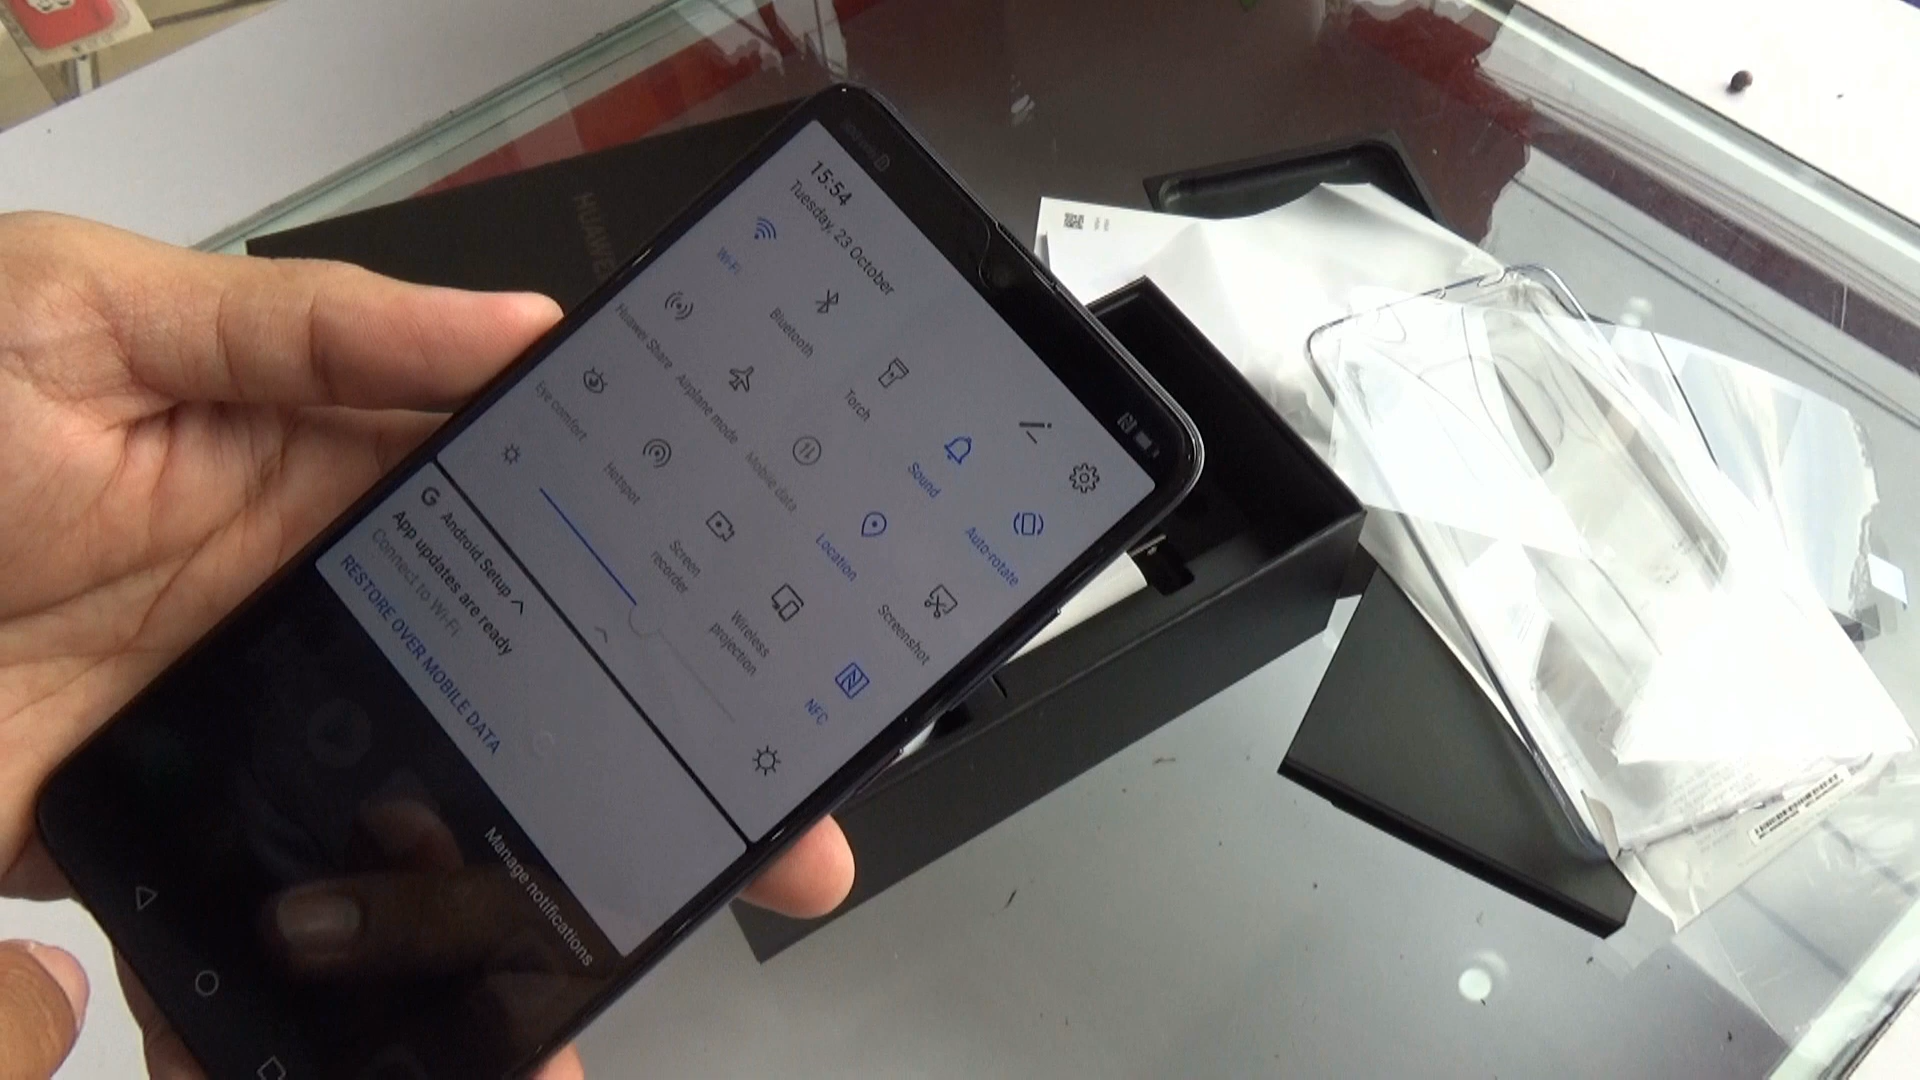 HUAWEI
15:54
Tuesday, 23 October
Wi-Fi
Bluetooth
Torch
Sound
Auto-rotate
Huawei Share
Airplane mode
Mobile data
Location
Screenshot
Eye comfort
Hotspot
Screen
recorder
Wireless
projection
NFC
G Android Setup
App updates are ready
Connect to Wi-Fi
RESTORE OVER MOBILE DATA
Manage notifications